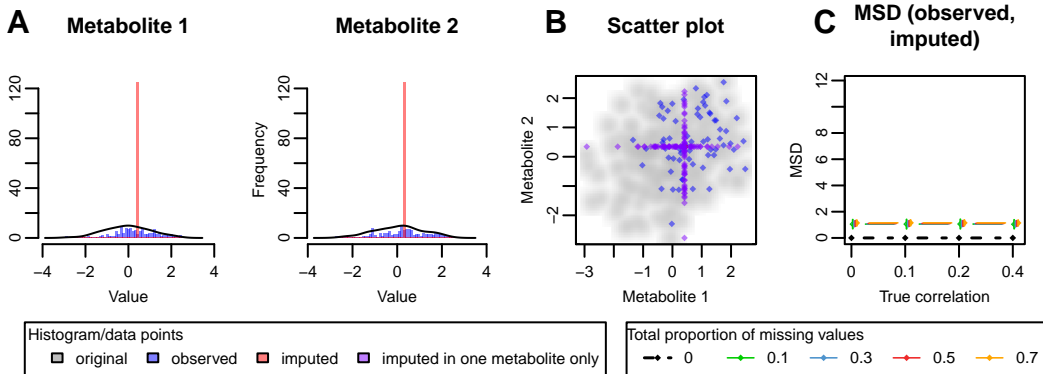 A
Metabolite 1
Metabolite 2
B
Scatter plot
C
MSD (observed,
imputed)
0
40
80
120
−4
−2
0
2
4
Value
Frequency
0
40
80
120
−4
−2
0
2
4
Value
Metabolite 2
−2
0
1
2
−3
−1
0
1
2
Metabolite 1
MSD
0
2
4
6
8
12
0
0.1
0.2
0.4
True correlation
Histogram/data points
original
observed
imputed
imputed in one metabolite only
Total proportion of missing values
0
0.1
0.3
0.5
0.7